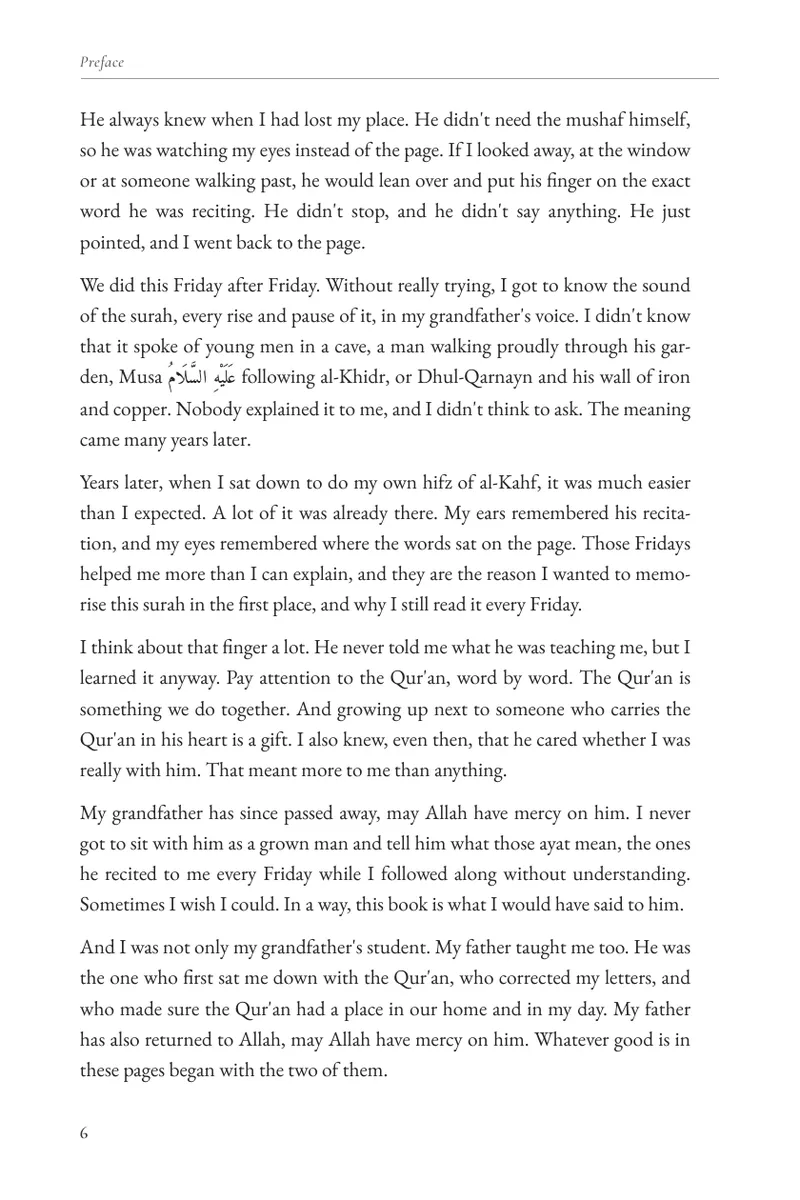 Preface
He always knew when I had lost my place. He didn't need the mushaf himself,
so he was watching my eyes instead of the page. If I looked away, at the window
or at someone walking past, he would lean over and put his finger on the exact
word he was reciting. He didn't stop, and he didn't say anything. He just
pointed, and I went back to the page.
We did this Friday after Friday. Without really trying, I got to know the sound
of the surah, every rise and pause of it, in my grandfather's voice. I didn't know
that it spoke of young men in a cave, a man walking proudly through his gar-
den, Musa عَلَيْهِ السَّلَامُ following al-Khidr, or Dhul-Qarnayn and his wall of iron
and copper. Nobody explained it to me, and I didn't think to ask. The meaning
came many years later.
Years later, when I sat down to do my own hifz of al-Kahf, it was much easier
than I expected. A lot of it was already there. My ears remembered his recita-
tion, and my eyes remembered where the words sat on the page. Those Fridays
helped me more than I can explain, and they are the reason I wanted to memo-
rise this surah in the first place, and why I still read it every Friday.
I think about that finger a lot. He never told me what he was teaching me, but I
learned it anyway. Pay attention to the Qur'an, word by word. The Qur'an is
something we do together. And growing up next to someone who carries the
Qur'an in his heart is a gift. I also knew, even then, that he cared whether I was
really with him. That meant more to me than anything.
My grandfather has since passed away, may Allah have mercy on him. I never
got to sit with him as a grown man and tell him what those ayat mean, the ones
he recited to me every Friday while I followed along without understanding.
Sometimes I wish I could. In a way, this book is what I would have said to him.
And I was not only my grandfather's student. My father taught me too. He was
the one who first sat me down with the Qur'an, who corrected my letters, and
who made sure the Qur'an had a place in our home and in my day. My father
has also returned to Allah, may Allah have mercy on him. Whatever good is in
these pages began with the two of them.
6